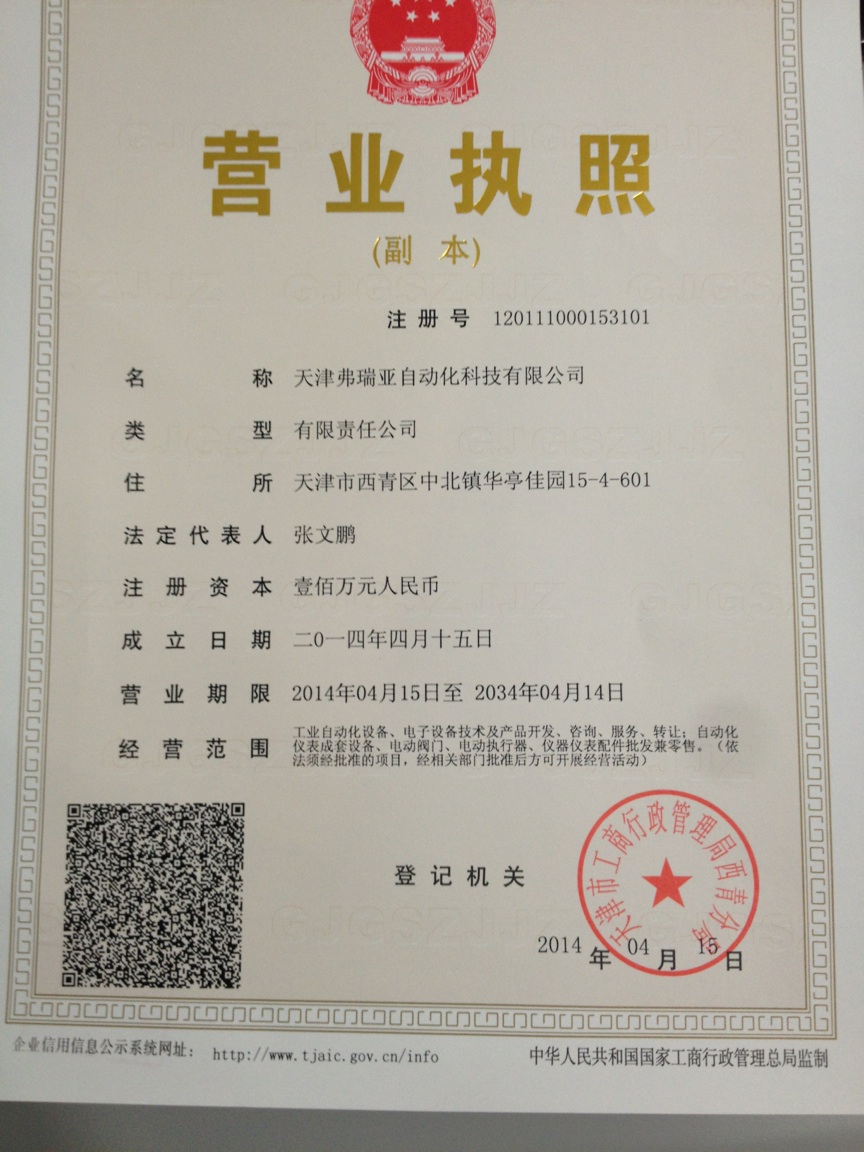 营业执照
(副本)
注册号 120111000153101
名称 天津弗瑞亚自动化科技有限公司
类型 有限责任公司
住所 天津市西青区中北镇华亭佳园15-4-601
法定代表人 张文鹏
注册资本 壹佰万元人民币
成立日期 二0一四年四月十五日
营业期限 2014年04月15日至 2034年04月14日
经营范围 工业自动化设备、电子设备技术及产品开发、咨询、服务、转让；自动化
仪表成套设备、电动阀门、电动执行器、仪器仪表配件批发兼零售。（依
法须经批准的项目，经相关部门批准后方可开展经营活动）
登记机关
天津市工商行政管理局西青分局
2014年04月15日
企业信用信息公示系统网址： http://www.tjaic.gov.cn/info
中华人民共和国国家工商行政管理总局监制